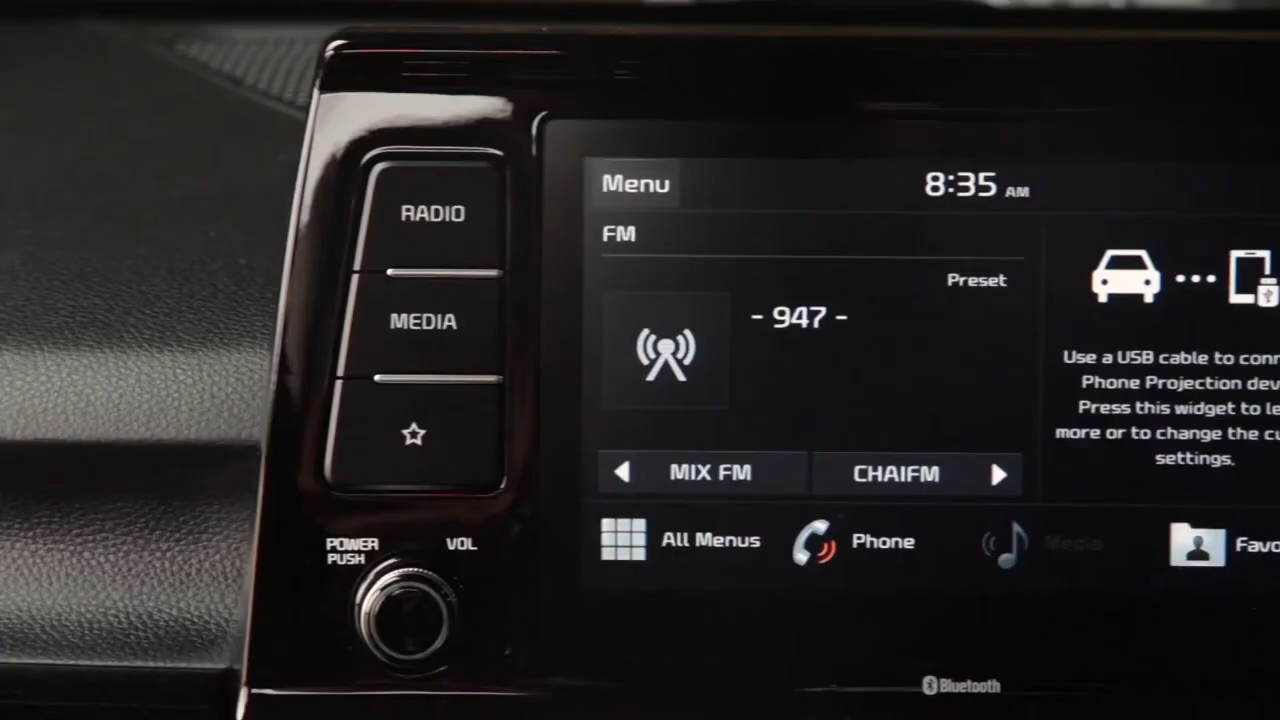 RADIO
MEDIA
POWER
PUSH
VOL
Menu
8:35 AM
FM
Preset
- 947 -
MIX FM
CHAIFM
Use a USB cable to conn
Phone Projection dev
Press this widget to le
more or to change the cu
settings.
All Menus
Phone
Media
Favo
Bluetooth